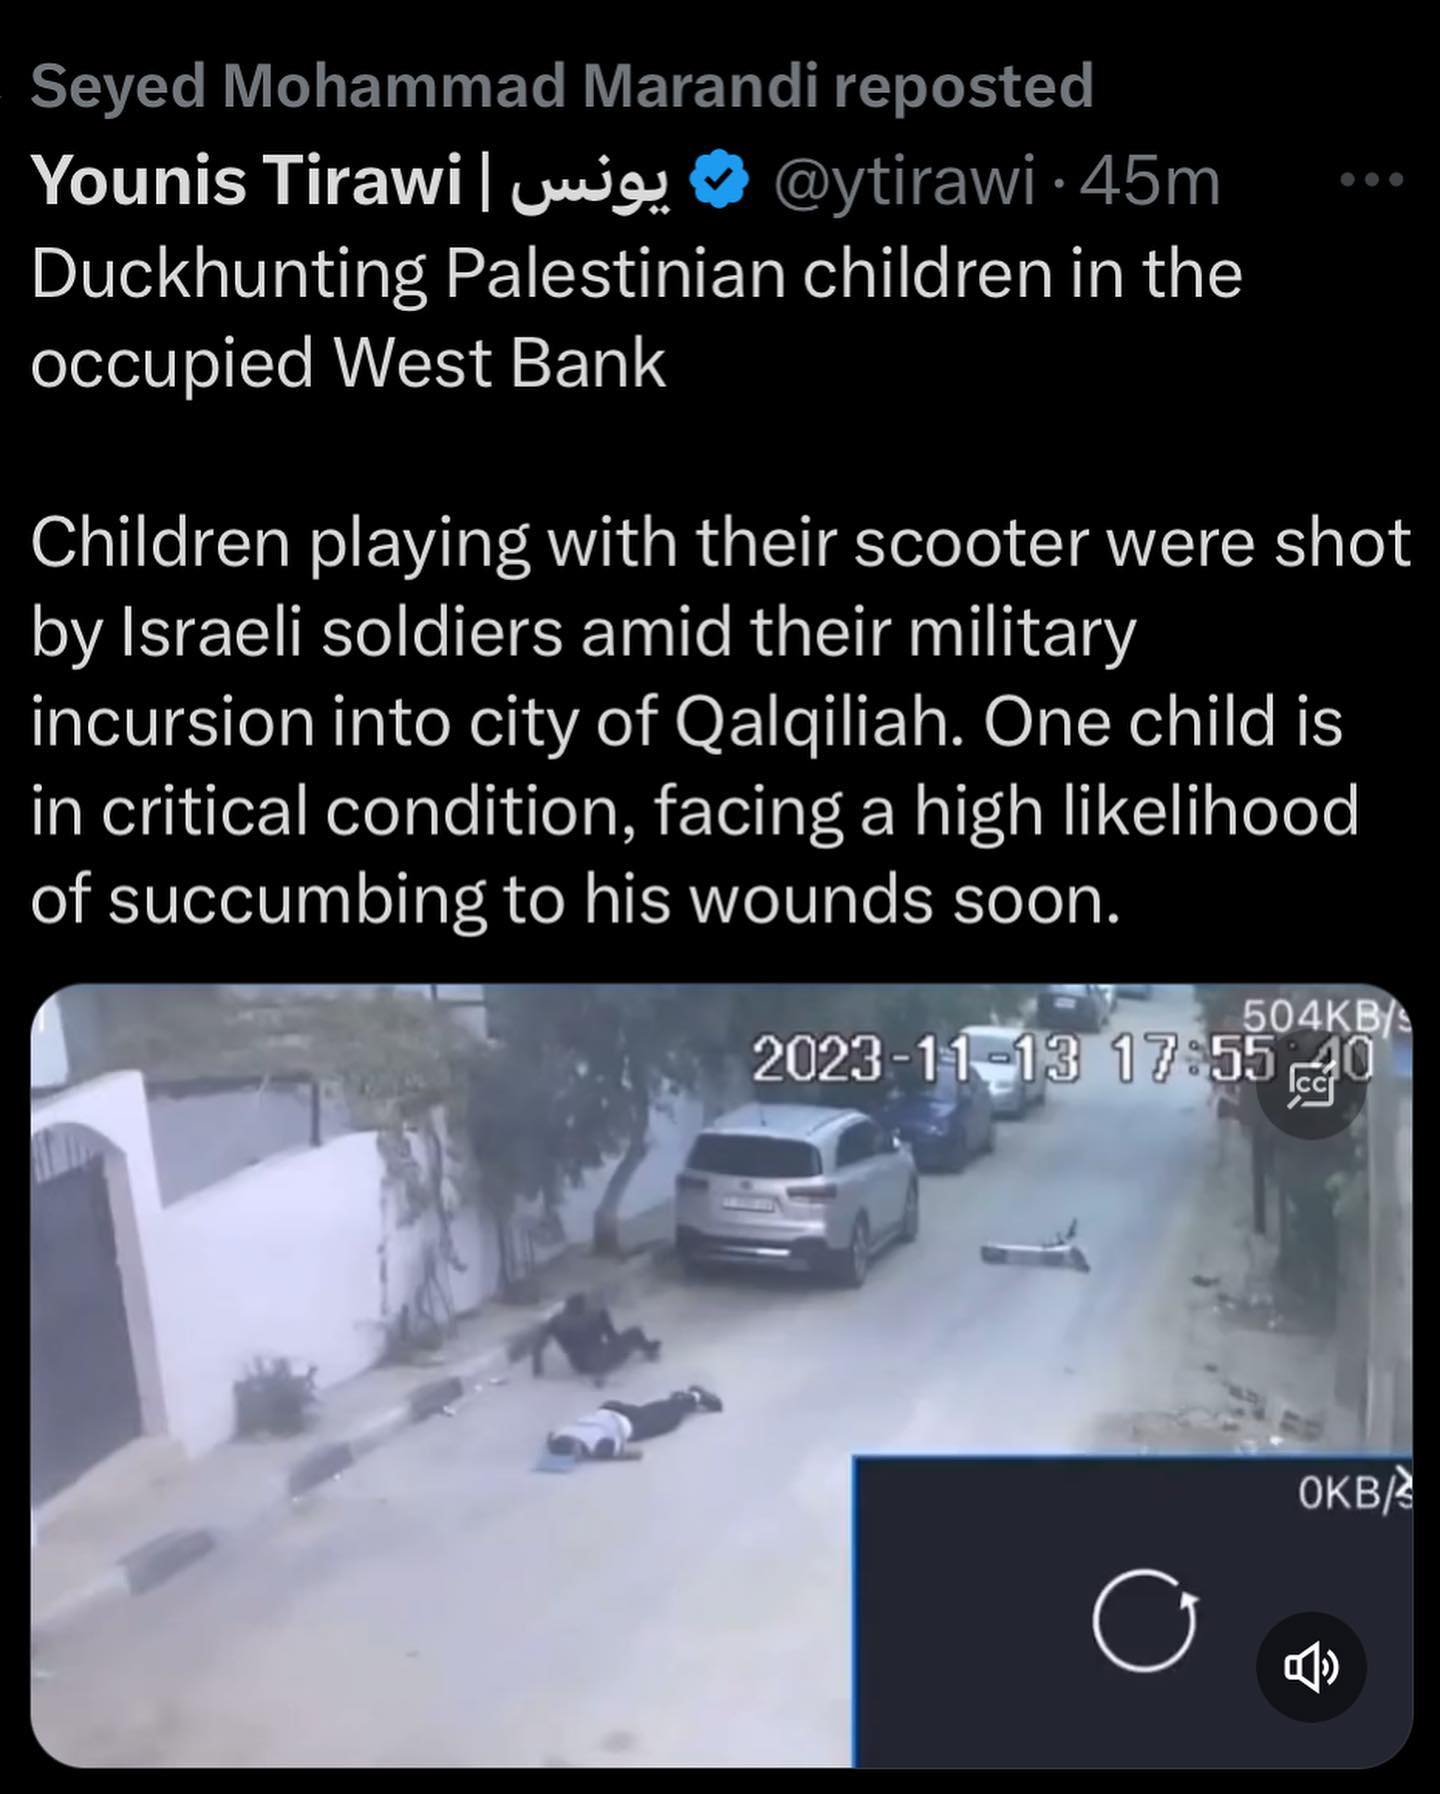 Seyed Mohammad Marandi reposted
Younis Tirawi | يونس @ytirawi · 45m
Duckhunting Palestinian children in the
occupied West Bank
Children playing with their scooter were shot
by Israeli soldiers amid their military
incursion into city of Qalqiliah. One child is
in critical condition, facing a high likelihood
of succumbing to his wounds soon.
504KB/s
2023-11-13 17:55:40
CC
0KB/s